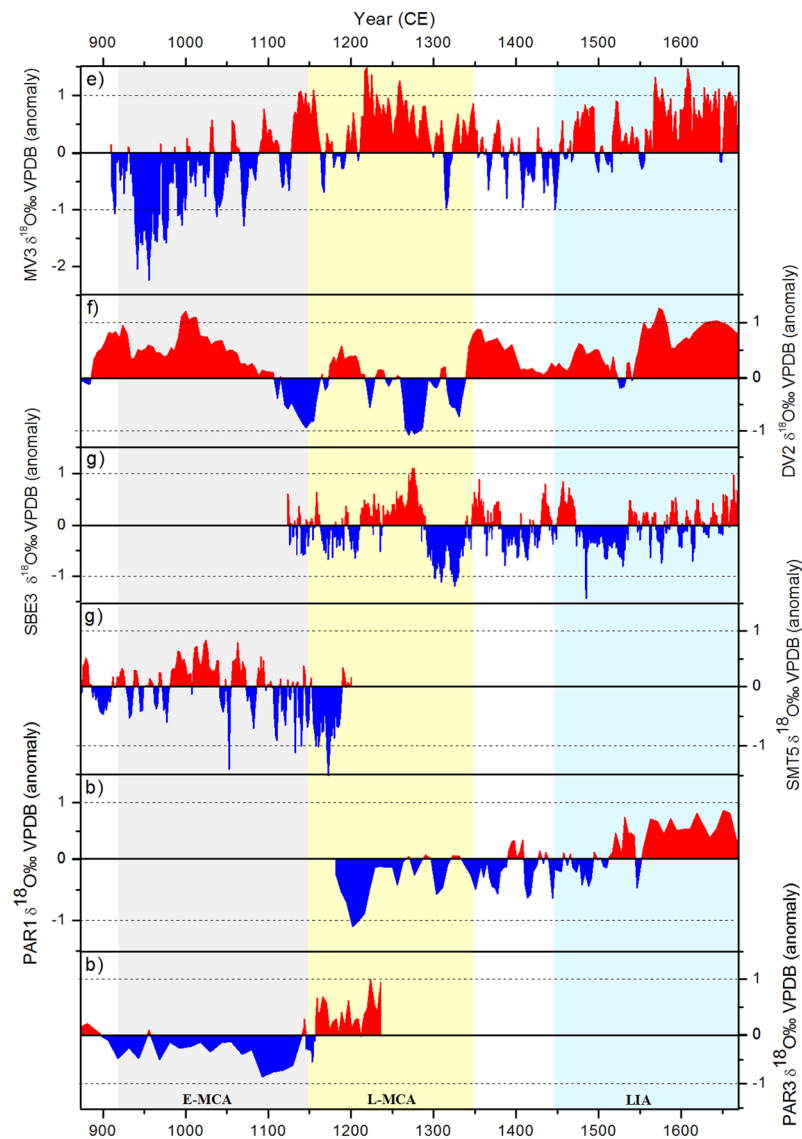 Year (CE)
900 1000 1100 1200 1300 1400 1500 1600
e)
1
0
-1
-2
MV3 δ¹⁸O‰ VPDB (anomaly)
f)
1
0
-1
DV2 δ¹⁸O‰ VPDB (anomaly)
g)
1
0
-1
SBE3 δ¹⁸O‰ VPDB (anomaly)
g)
1
0
-1
SMT5 δ¹⁸O‰ VPDB (anomaly)
b)
1
0
-1
PAR1 δ¹⁸O‰ VPDB (anomaly)
b)
1
0
-1
PAR3 δ¹⁸O‰ VPDB (anomaly)
E-MCA L-MCA LIA
900 1000 1100 1200 1300 1400 1500 1600